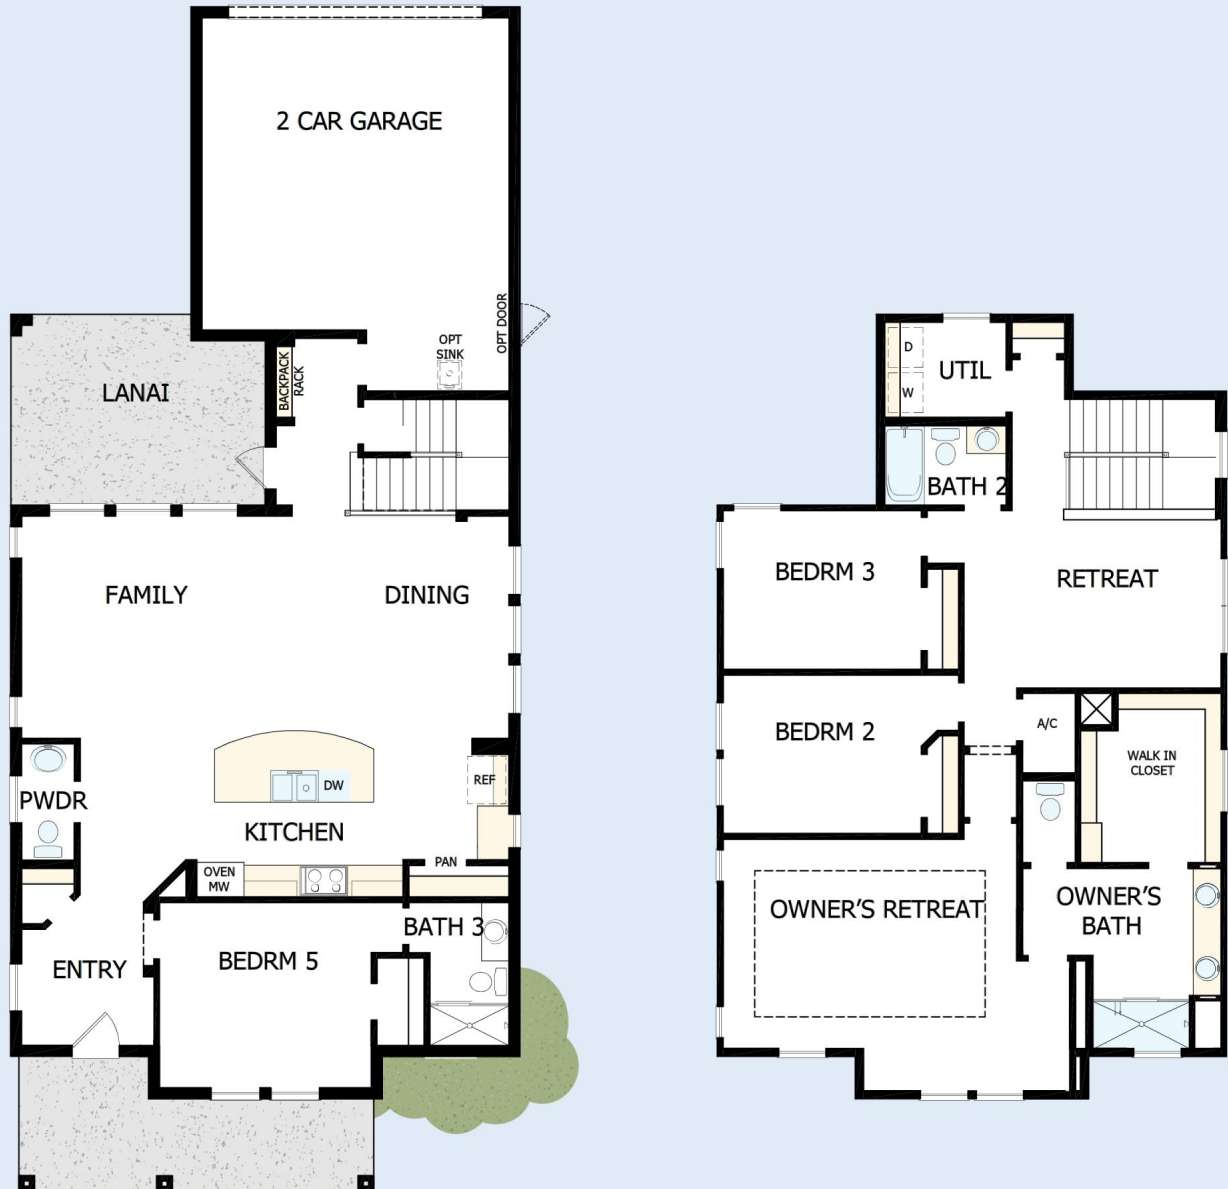 2 CAR GARAGE
OPT DOOR
OPT
SINK
BACKPACK
RACK
LANAI
FAMILY
DINING
PWDR
DW
REF
KITCHEN
OVEN
MW
PAN
ENTRY
BEDRM 5
BATH 3
D
W
UTIL
BATH 2
BEDRM 3
RETREAT
BEDRM 2
A/C
WALK IN
CLOSET
OWNER'S RETREAT
OWNER'S
BATH